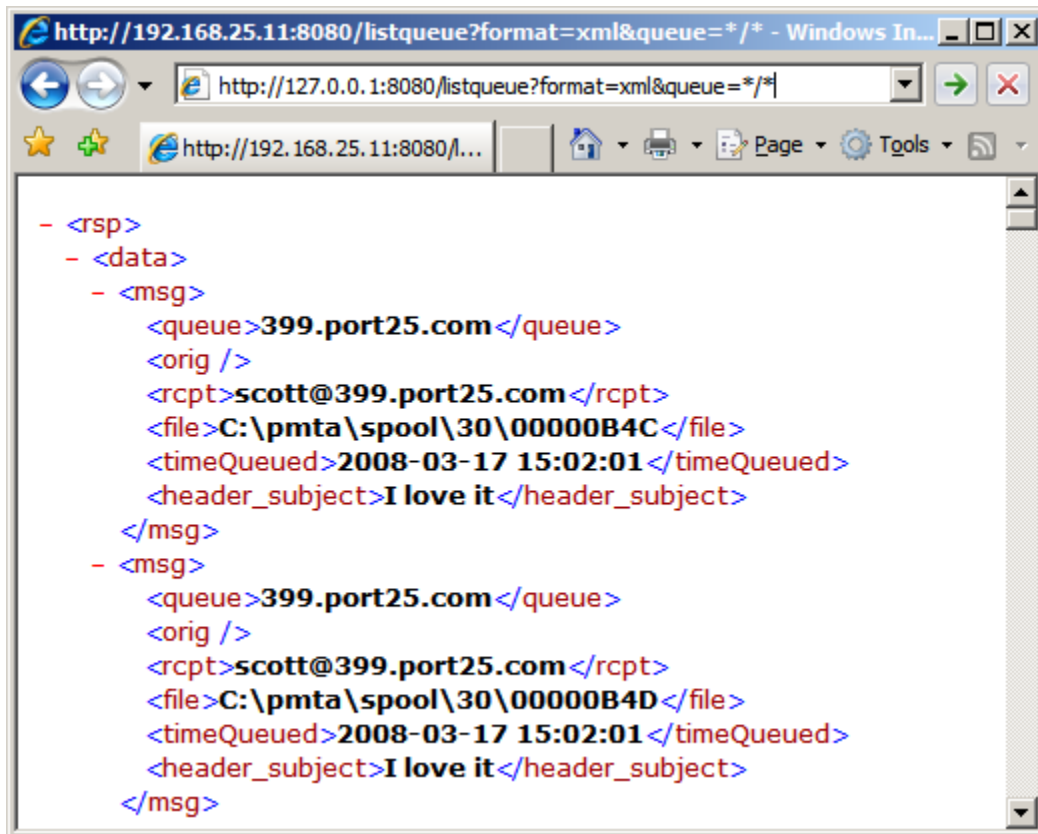 http://192.168.25.11:8080/listqueue?format=xml&queue=*/* - Windows In...
http://127.0.0.1:8080/listqueue?format=xml&queue=*/*
http://192.168.25.11:8080/l... Page Tools
- <rsp>
- <data>
- <msg>
<queue>399.port25.com</queue>
<orig />
<rcpt>scott@399.port25.com</rcpt>
<file>C:\pmta\spool\30\00000B4C</file>
<timeQueued>2008-03-17 15:02:01</timeQueued>
<header_subject>I love it</header_subject>
</msg>
- <msg>
<queue>399.port25.com</queue>
<orig />
<rcpt>scott@399.port25.com</rcpt>
<file>C:\pmta\spool\30\00000B4D</file>
<timeQueued>2008-03-17 15:02:01</timeQueued>
<header_subject>I love it</header_subject>
</msg>